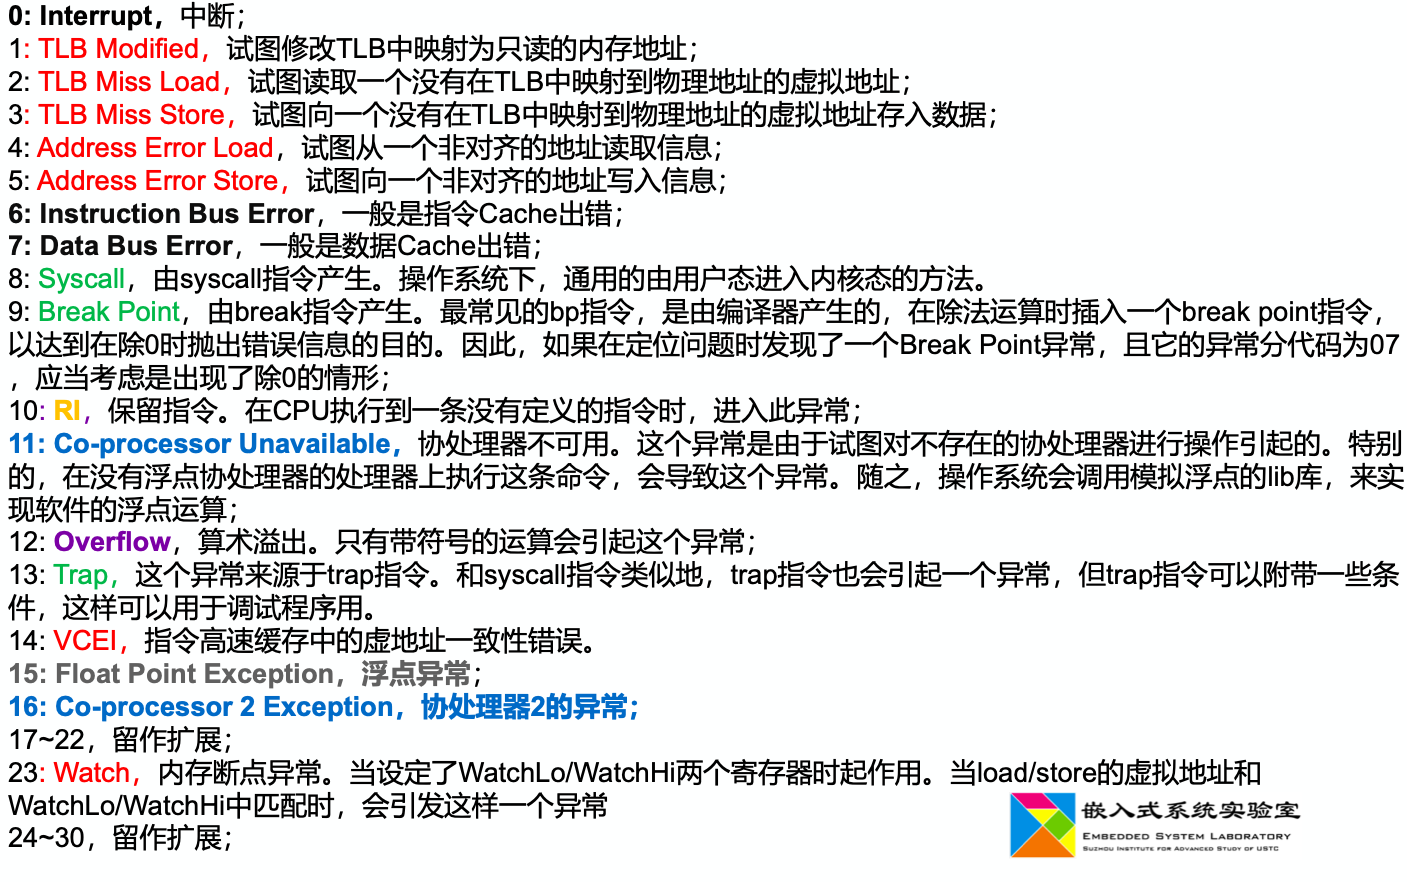 0: Interrupt，中断；
1: TLB Modified，试图修改TLB中映射为只读的内存地址；
2: TLB Miss Load，试图读取一个没有在TLB中映射到物理地址的虚拟地址；
3: TLB Miss Store，试图向一个没有在TLB中映射到物理地址的虚拟地址存入数据；
4: Address Error Load，试图从一个非对齐的地址读取信息；
5: Address Error Store，试图向一个非对齐的地址写入信息；
6: Instruction Bus Error，一般是指令Cache出错；
7: Data Bus Error，一般是数据Cache出错；
8: Syscall，由syscall指令产生。操作系统下，通用的由用户态进入内核态的方法。
9: Break Point，由break指令产生。最常见的bp指令，是由编译器产生的，在除法运算时插入一个break point指令，
以达到在除0时抛出错误信息的目的。因此，如果在定位问题时发现了一个Break Point异常，且它的异常分代码为07
，应当考虑是出现了除0的情形；
10: RI，保留指令。在CPU执行到一条没有定义的指令时，进入此异常；
11: Co-processor Unavailable，协处理器不可用。这个异常是由于试图对不存在的协处理器进行操作引起的。特别
的，在没有浮点协处理器的处理器上执行这条命令，会导致这个异常。随之，操作系统会调用模拟浮点的lib库，来实
现软件的浮点运算；
12: Overflow，算术溢出。只有带符号的运算会引起这个异常；
13: Trap，这个异常来源于trap指令。和syscall指令类似地，trap指令也会引起一个异常，但trap指令可以附带一些条
件，这样可以用于调试程序用。
14: VCEI，指令高速缓存中的虚地址一致性错误。
15: Float Point Exception，浮点异常；
16: Co-processor 2 Exception，协处理器2的异常；
17~22，留作扩展；
23: Watch，内存断点异常。当设定了WatchLo/WatchHi两个寄存器时起作用。当load/store的虚拟地址和
WatchLo/WatchHi中匹配时，会引发这样一个异常
24~30，留作扩展；
嵌入式系统实验室
EMBEDDED SYSTEM LABORATORY
SUZHOU INSTITUTE FOR ADVANCED STUDY OF USTC